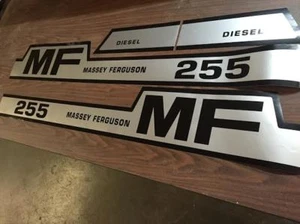 DIESEL
DIESEL
MF MASSEY FERGUSON 255
255 MASSEY FERGUSON MF